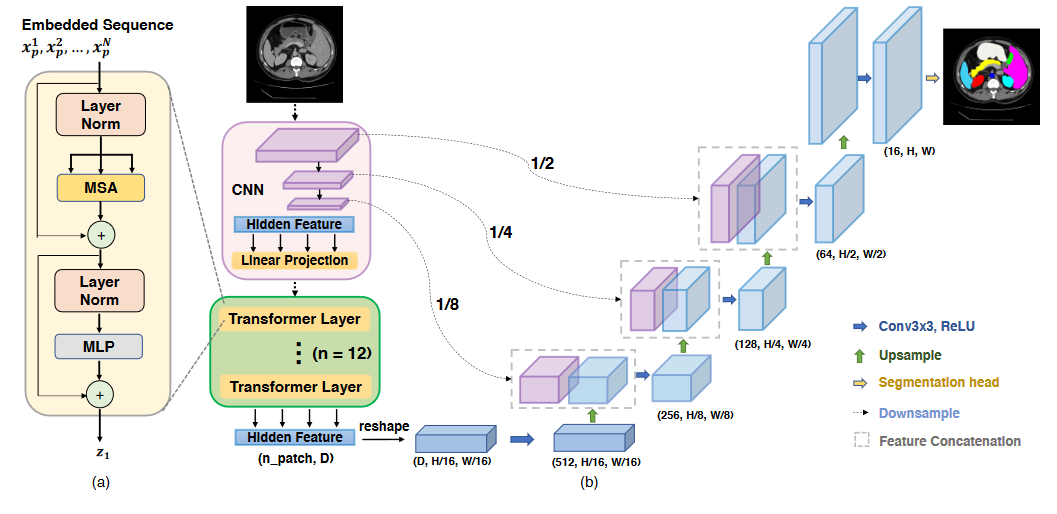 Embedded Sequence
x_p^1, x_p^2, ..., x_p^N
Layer
Norm
MSA
+
Layer
Norm
MLP
+
z_1
(a)
CNN
Hidden Feature
Linear Projection
Transformer Layer
(n = 12)
Transformer Layer
Hidden Feature
(n_patch, D)
reshape
(D, H/16, W/16)
(512, H/16, W/16)
(b)
1/2
1/4
1/8
(256, H/8, W/8)
(128, H/4, W/4)
(64, H/2, W/2)
(16, H, W)
Conv3x3, ReLU
Upsample
Segmentation head
Downsample
Feature Concatenation